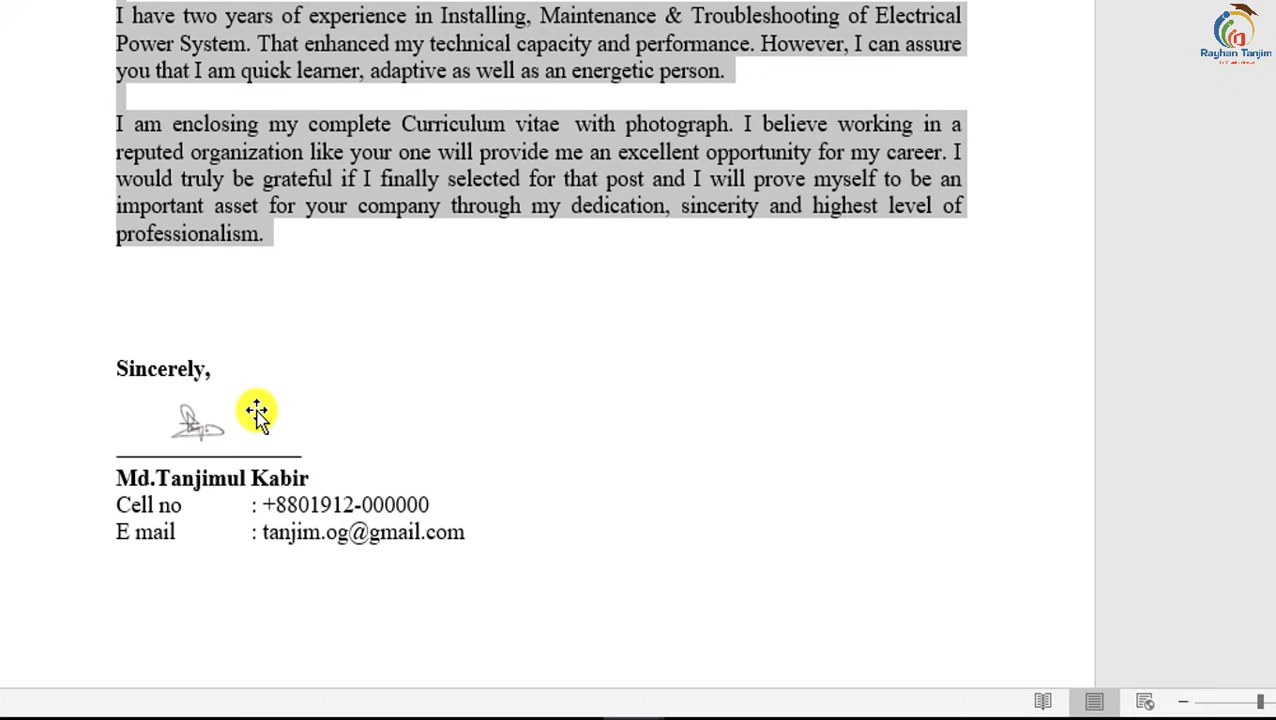 I have two years of experience in Installing, Maintenance & Troubleshooting of Electrical
Power System. That enhanced my technical capacity and performance. However, I can assure
you that I am quick learner, adaptive as well as an energetic person.
I am enclosing my complete Curriculum vitae with photograph. I believe working in a
reputed organization like your one will provide me an excellent opportunity for my career. I
would truly be grateful if I finally selected for that post and I will prove myself to be an
important asset for your company through my dedication, sincerity and highest level of
professionalism.
Sincerely,
Md.Tanjimul Kabir
Cell no : +8801912-000000
E mail : tanjim.og@gmail.com
Rayhan Tanjim